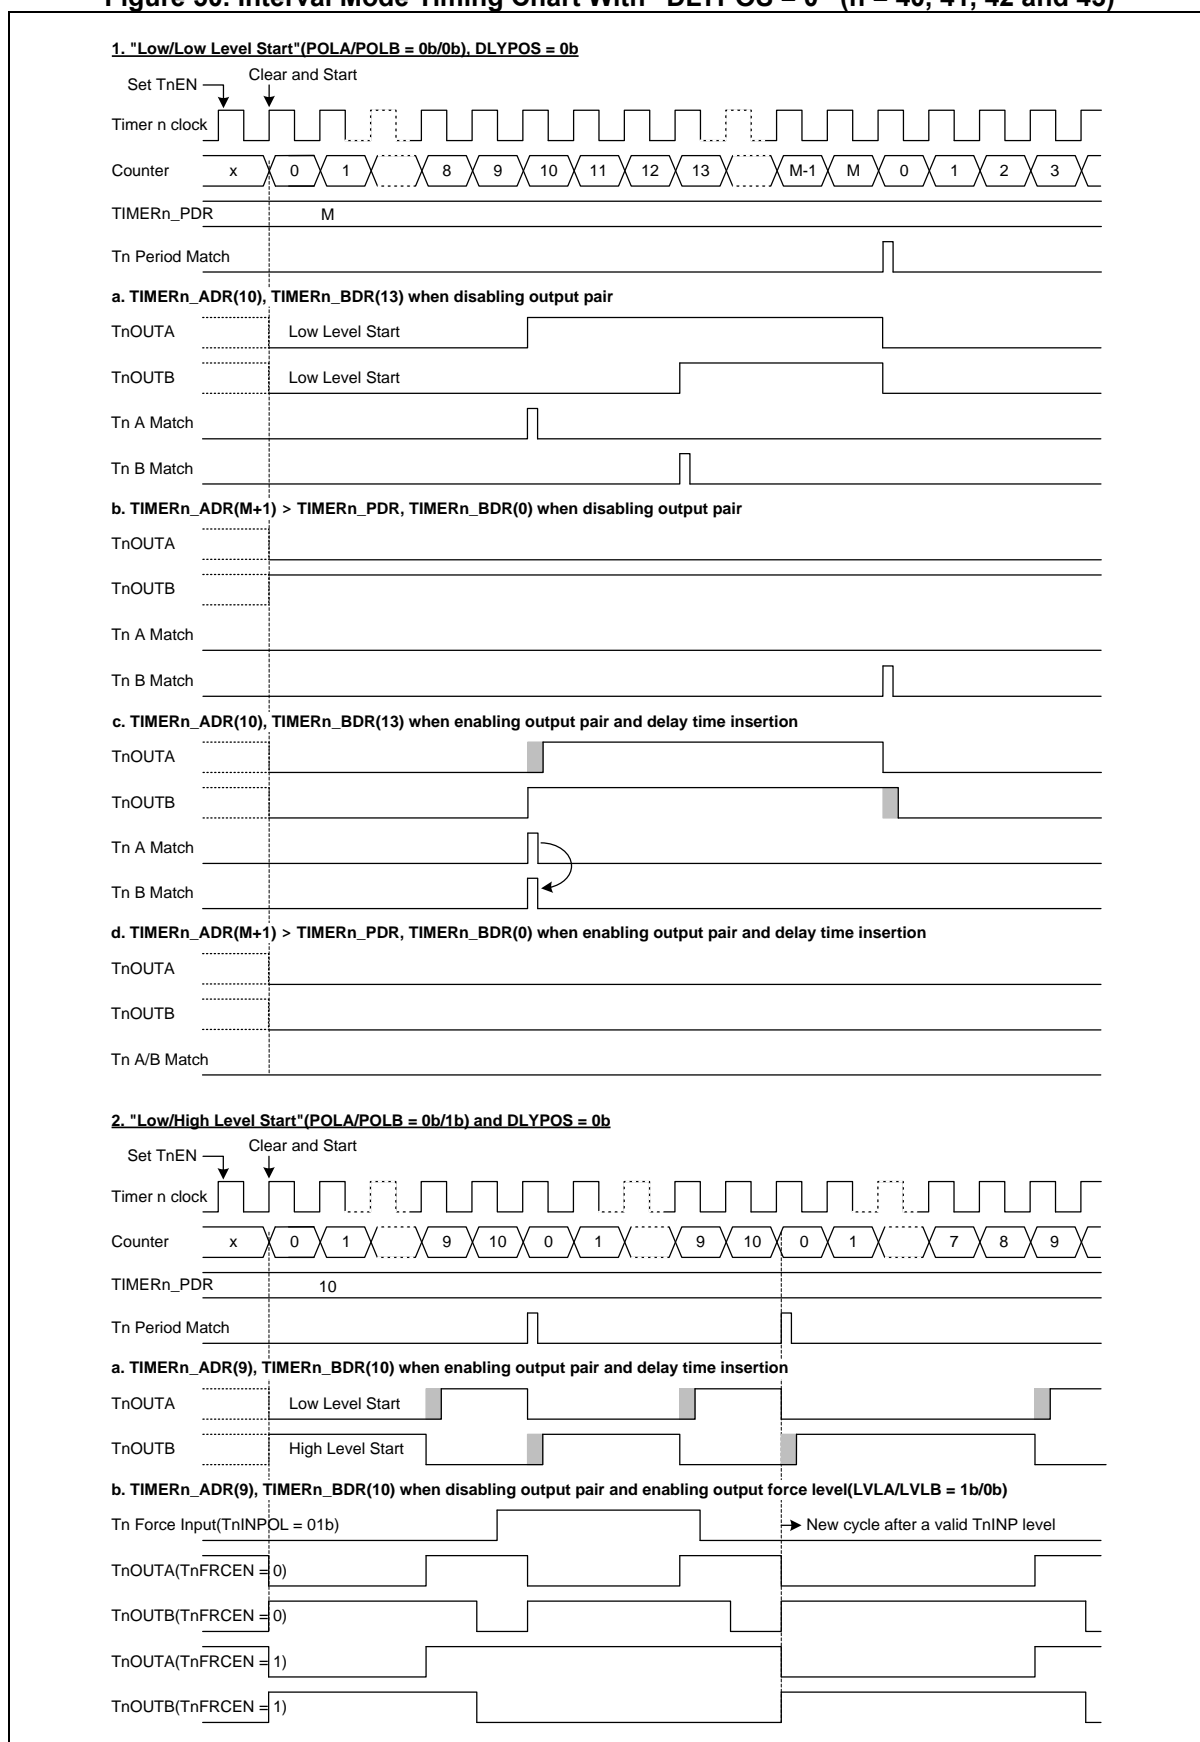 Figure 50. Interval Mode Timing Chart With "DLYPOS = 0" (n = 40, 41, 42 and 43)
1. "Low/Low Level Start"(POLA/POLB = 0b/0b), DLYPOS = 0b
Set TnEN
Clear and Start
Timer n clock
Counter x 0 1 8 9 10 11 12 13 M-1 M 0 1 2 3
TIMERn_PDR M
Tn Period Match
a. TIMERn_ADR(10), TIMERn_BDR(13) when disabling output pair
TnOUTA Low Level Start
TnOUTB Low Level Start
Tn A Match
Tn B Match
b. TIMERn_ADR(M+1) > TIMERn_PDR, TIMERn_BDR(0) when disabling output pair
TnOUTA
TnOUTB
Tn A Match
Tn B Match
c. TIMERn_ADR(10), TIMERn_BDR(13) when enabling output pair and delay time insertion
TnOUTA
TnOUTB
Tn A Match
Tn B Match
d. TIMERn_ADR(M+1) > TIMERn_PDR, TIMERn_BDR(0) when enabling output pair and delay time insertion
TnOUTA
TnOUTB
Tn A/B Match
2. "Low/High Level Start"(POLA/POLB = 0b/1b) and DLYPOS = 0b
Set TnEN
Clear and Start
Timer n clock
Counter x 0 1 9 10 0 1 9 10 0 1 7 8 9
TIMERn_PDR 10
Tn Period Match
a. TIMERn_ADR(9), TIMERn_BDR(10) when enabling output pair and delay time insertion
TnOUTA Low Level Start
TnOUTB High Level Start
b. TIMERn_ADR(9), TIMERn_BDR(10) when disabling output pair and enabling output force level(LVLA/LVLB = 1b/0b)
Tn Force Input(TnINPOL = 01b) New cycle after a valid TnINP level
TnOUTA(TnFRCEN = 0)
TnOUTB(TnFRCEN = 0)
TnOUTA(TnFRCEN = 1)
TnOUTB(TnFRCEN = 1)